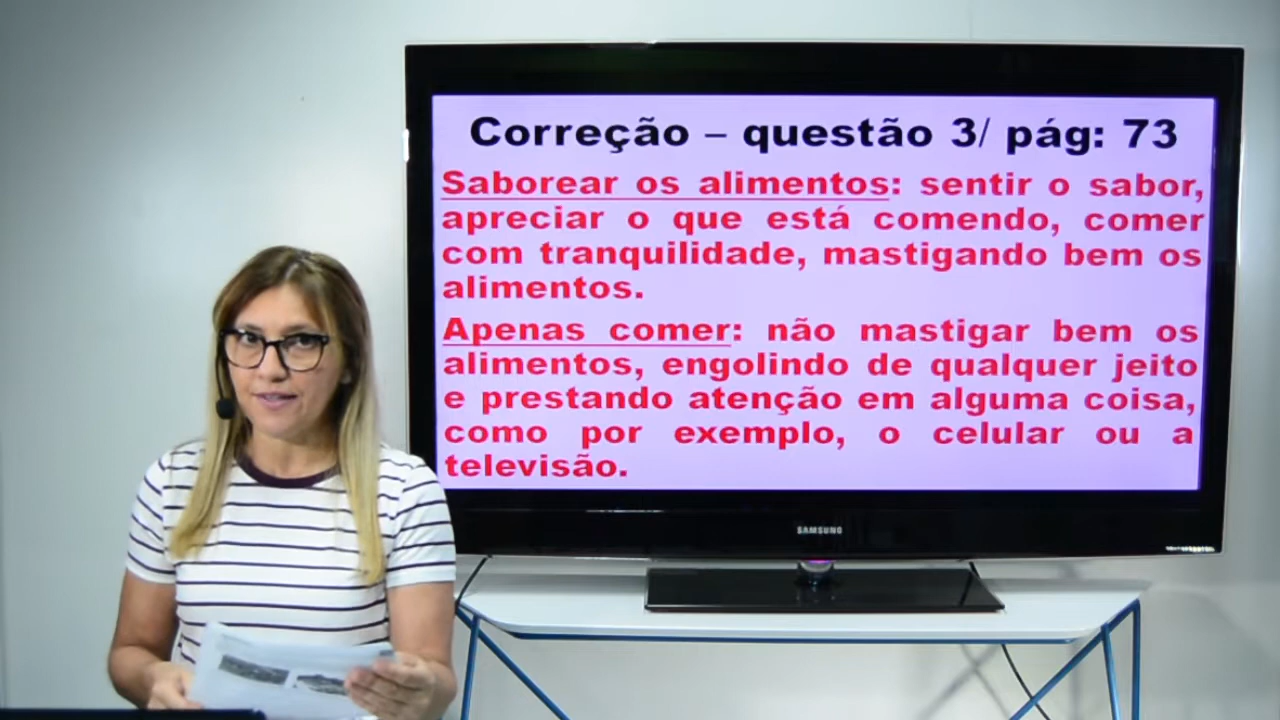 Correção – questão 3/ pág: 73
Saborear os alimentos: sentir o sabor,
apreciar o que está comendo, comer
com tranquilidade, mastigando bem os
alimentos.
Apenas comer: não mastigar bem os
alimentos, engolindo de qualquer jeito
e prestando atenção em alguma coisa,
como por exemplo, o celular ou a
televisão.
SAMSUNG